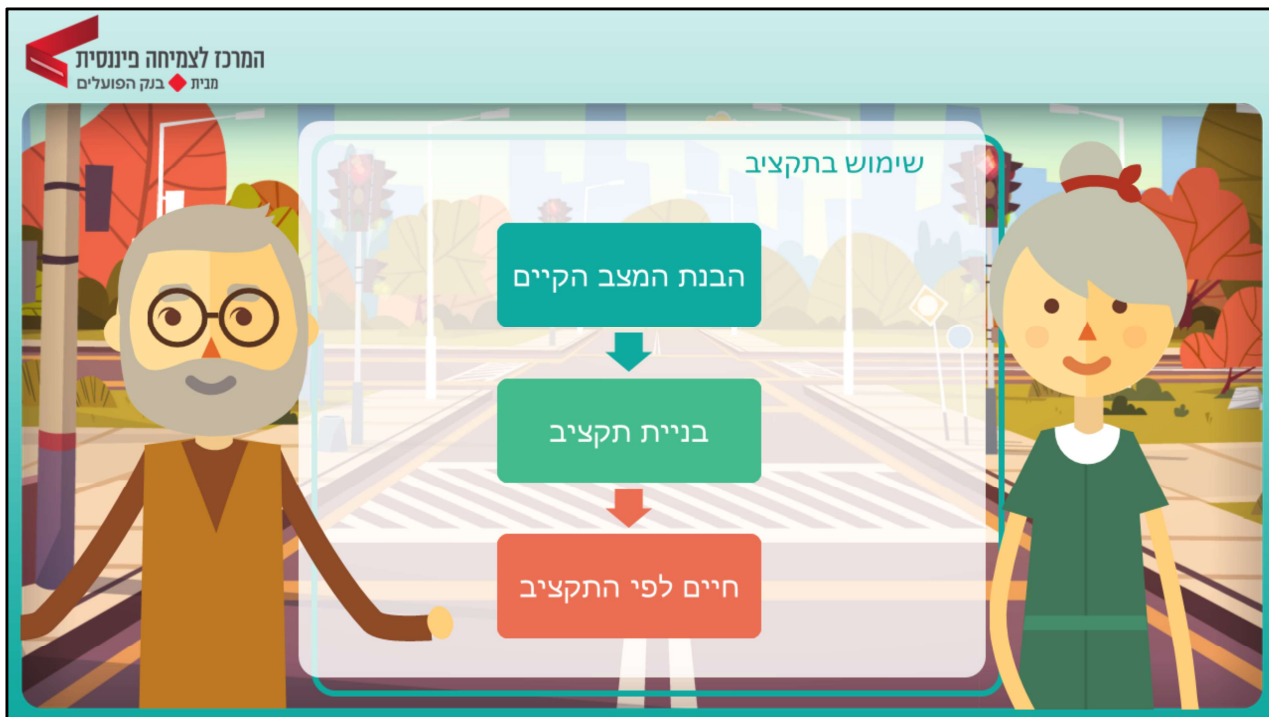 המרכז לצמיחה פיננסית
מבית בנק הפועלים
שימוש בתקציב
הבנת המצב הקיים
בניית תקציב
חיים לפי התקציב